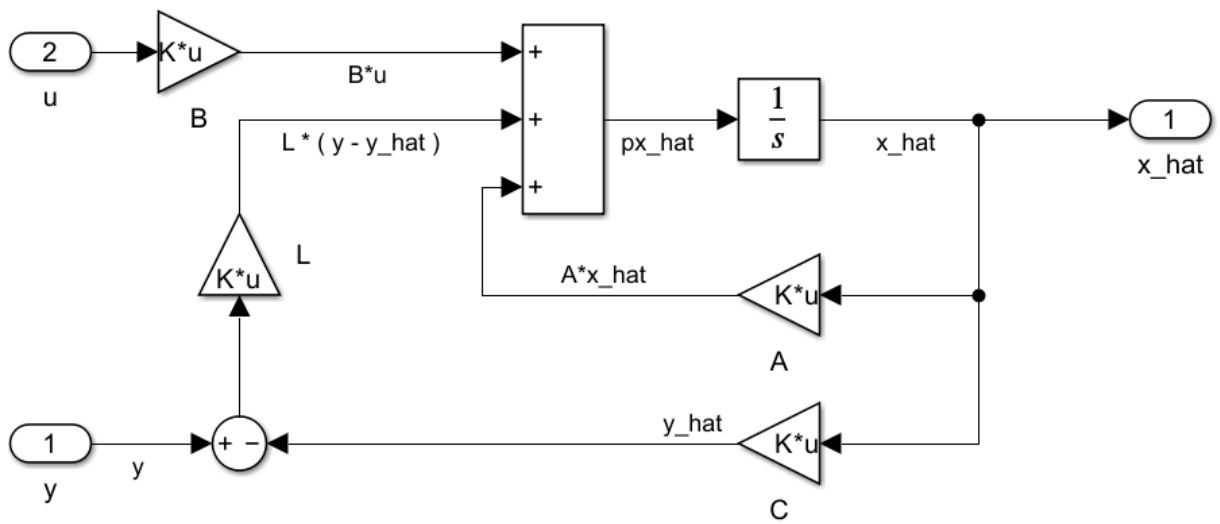 2
u
K*u
B
B*u
+
+
+
L * ( y - y_hat )
px_hat
1
s
x_hat
1
x_hat
L
K*u
A*x_hat
K*u
A
1
y
y
+ −
y_hat
K*u
C